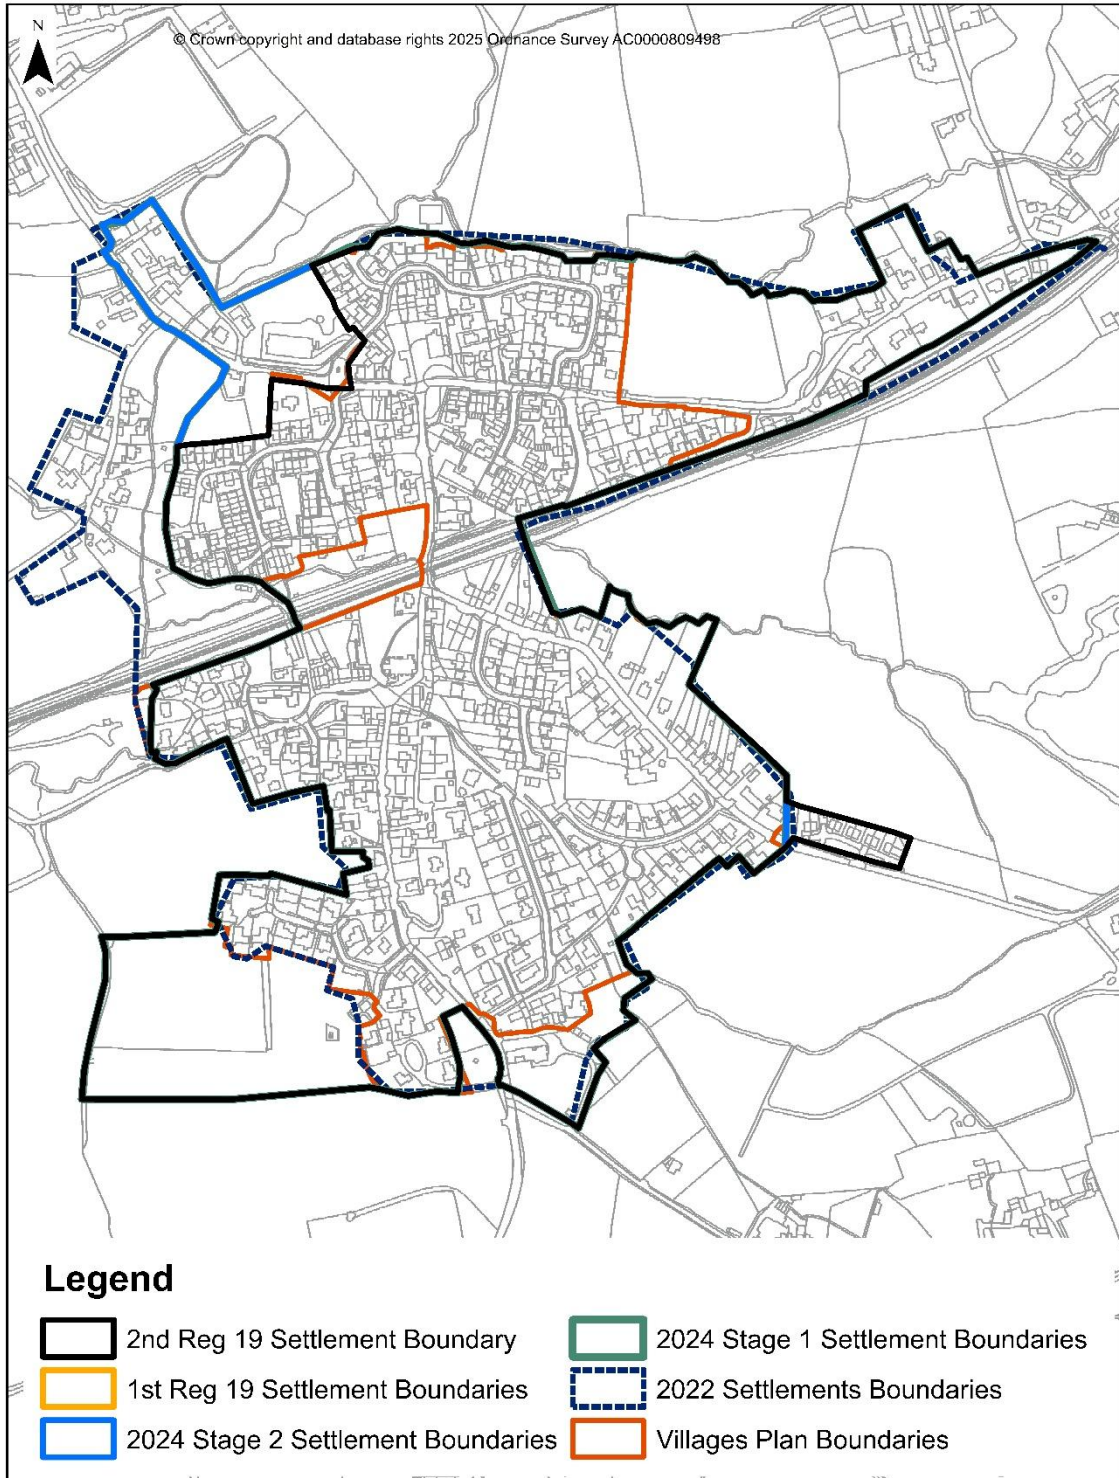 N
© Crown copyright and database rights 2025 Ordnance Survey AC0000809498
Legend
2nd Reg 19 Settlement Boundary
1st Reg 19 Settlement Boundaries
2024 Stage 2 Settlement Boundaries
2024 Stage 1 Settlement Boundaries
2022 Settlements Boundaries
Villages Plan Boundaries